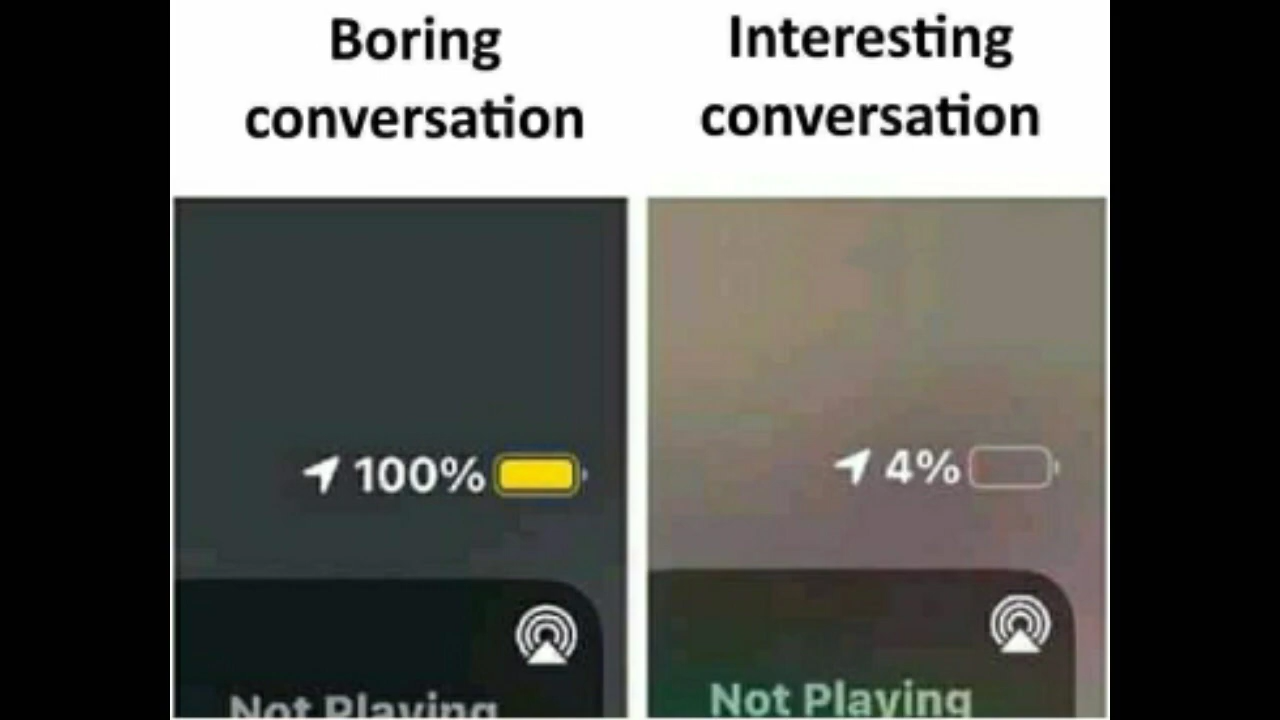 Boring
conversation
Interesting
conversation
100%
4%
Not Playing
Not Playing